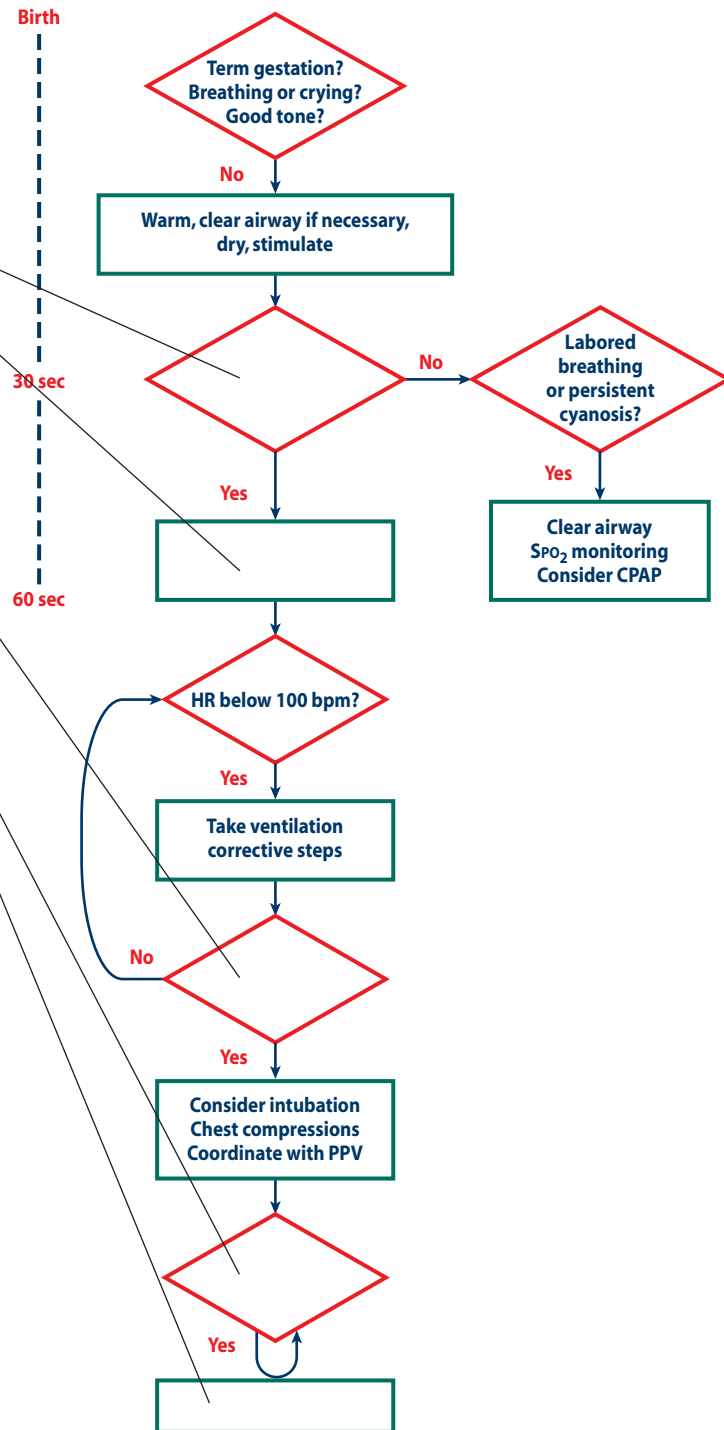 Birth
Term gestation?
Breathing or crying?
Good tone?
No
Warm, clear airway if necessary,
dry, stimulate
30 sec
No
Labored
breathing
or persistent
cyanosis?
Yes
Yes
Clear airway
SPO2 monitoring
Consider CPAP
60 sec
HR below 100 bpm?
Yes
Take ventilation
corrective steps
No
Yes
Consider intubation
Chest compressions
Coordinate with PPV
Yes